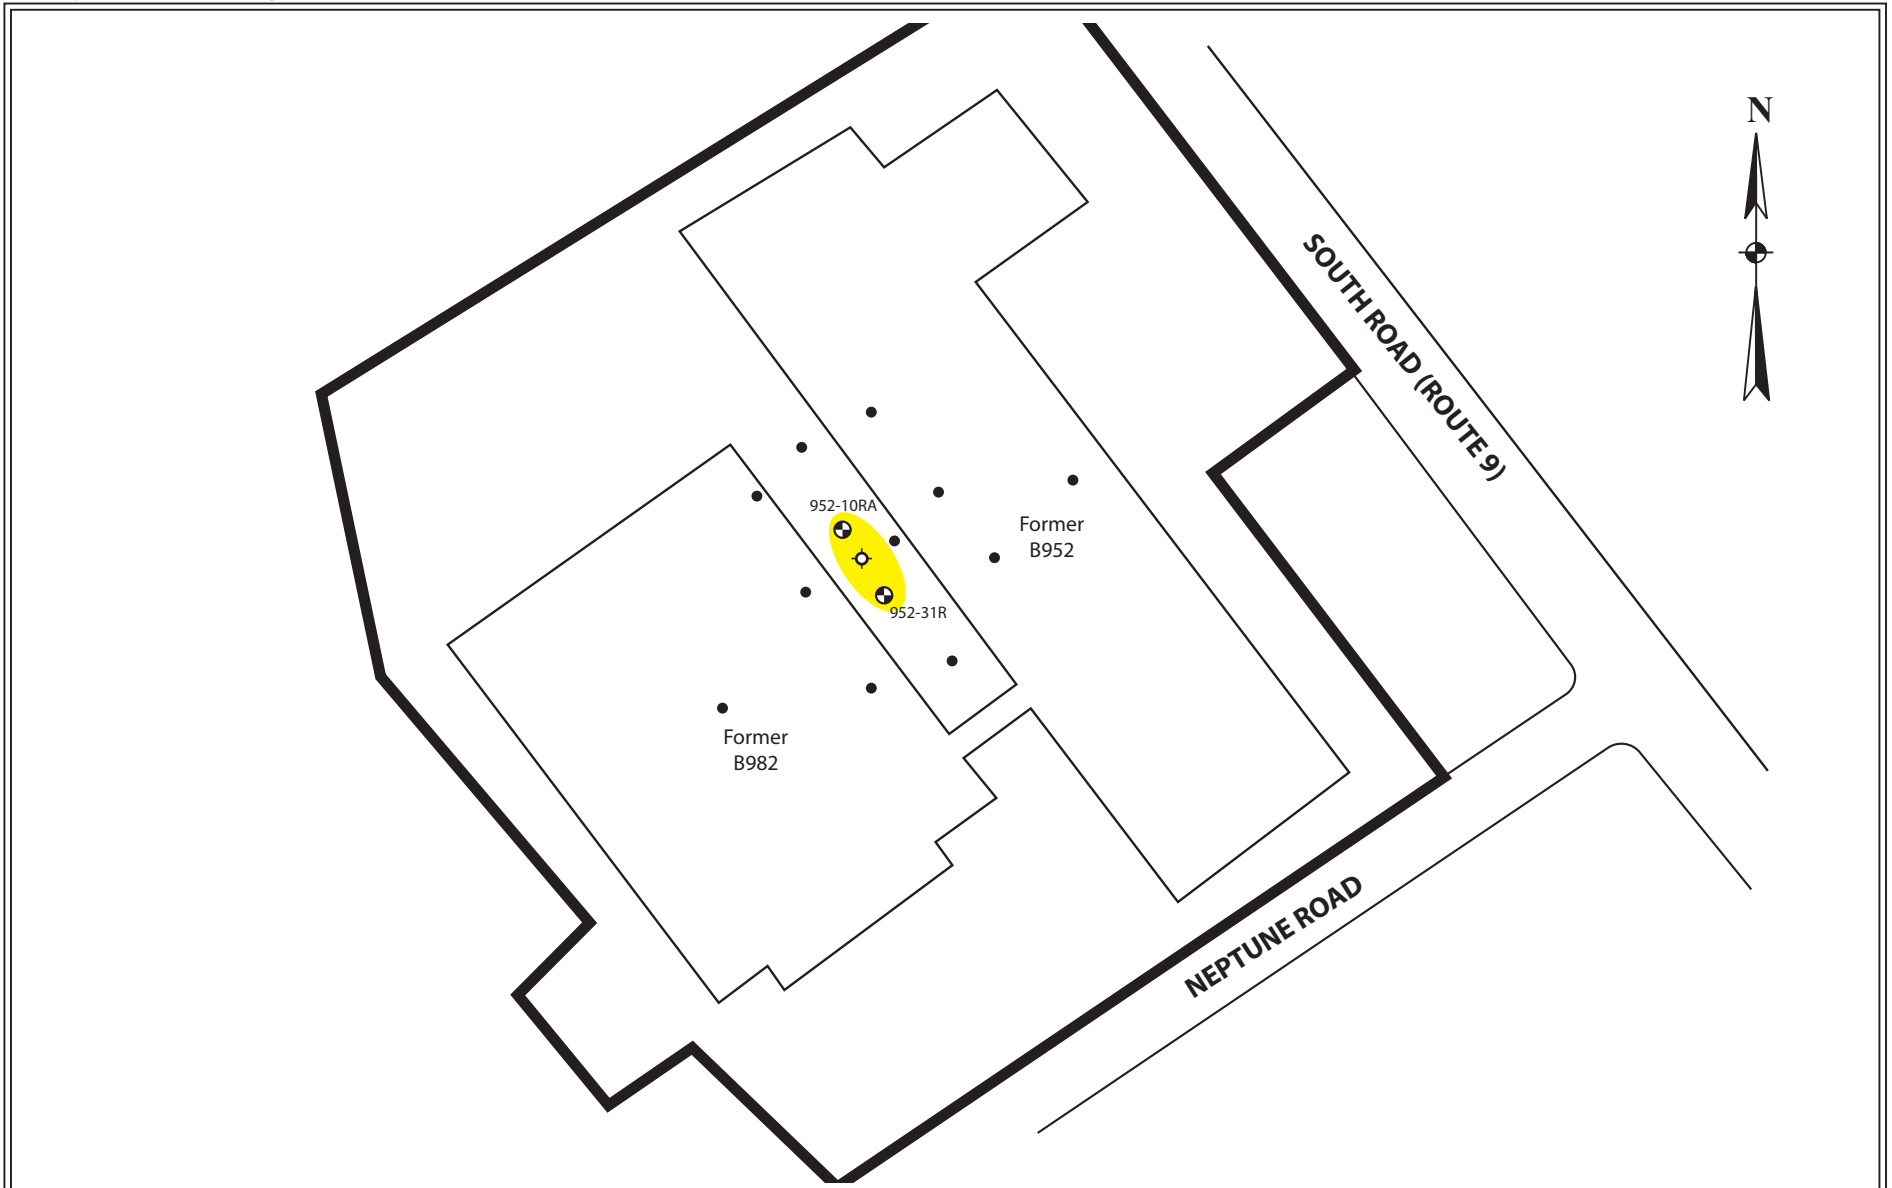 N
SOUTH ROAD (ROUTE 9)
952-10RA
Former
B952
952-31R
Former
B982
NEPTUNE ROAD